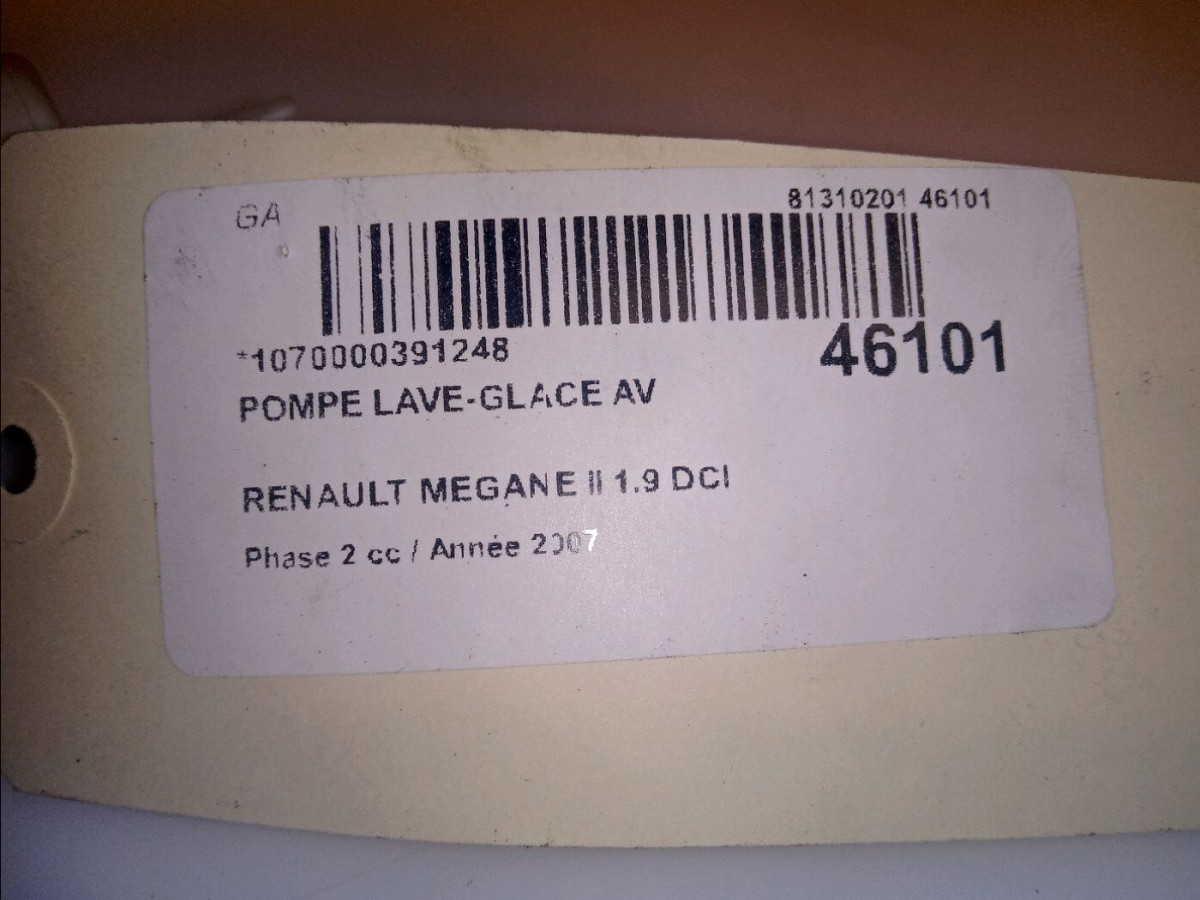 GA
81310201 46101
*1070000391248
46101
POMPE LAVE-GLACE AV
RENAULT MEGANE II 1.9 DCI
Phase 2 cc / Année 2007